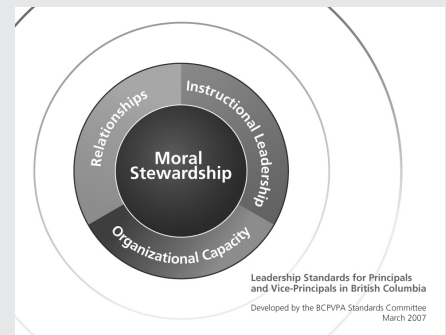 Relationships
Instructional Leadership
Moral
Stewardship
Organizational Capacity
Leadership Standards for Principals
and Vice-Principals in British Columbia
Developed by the BCPVPA Standards Committee
March 2007